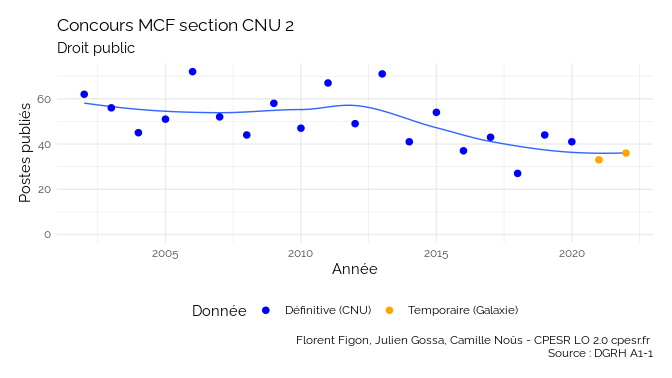 Concours MCF section CNU 2
Droit public
Postes publiés
60
40
20
0
2005 2010 2015 2020
Année
Donnée Définitive (CNU) Temporaire (Galaxie)
Florent Figon, Julien Gossa, Camille Noûs - CPESR LO 2.0 cpesr.fr
Source : DGRH A1-1